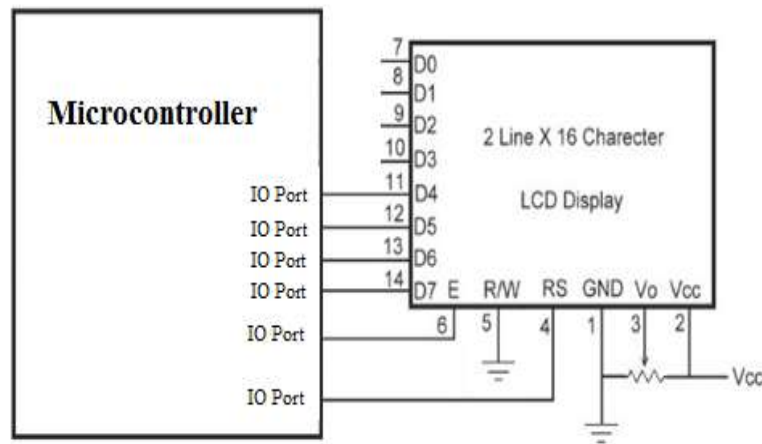 Microcontroller
IO Port
IO Port
IO Port
IO Port
IO Port
IO Port
7
8
9
10
11
12
13
14
D0
D1
D2
D3
D4
D5
D6
D7 E R/W RS GND Vo Vcc
2 Line X 16 Charecter
LCD Display
6 5 4 1 3 2
Vcc